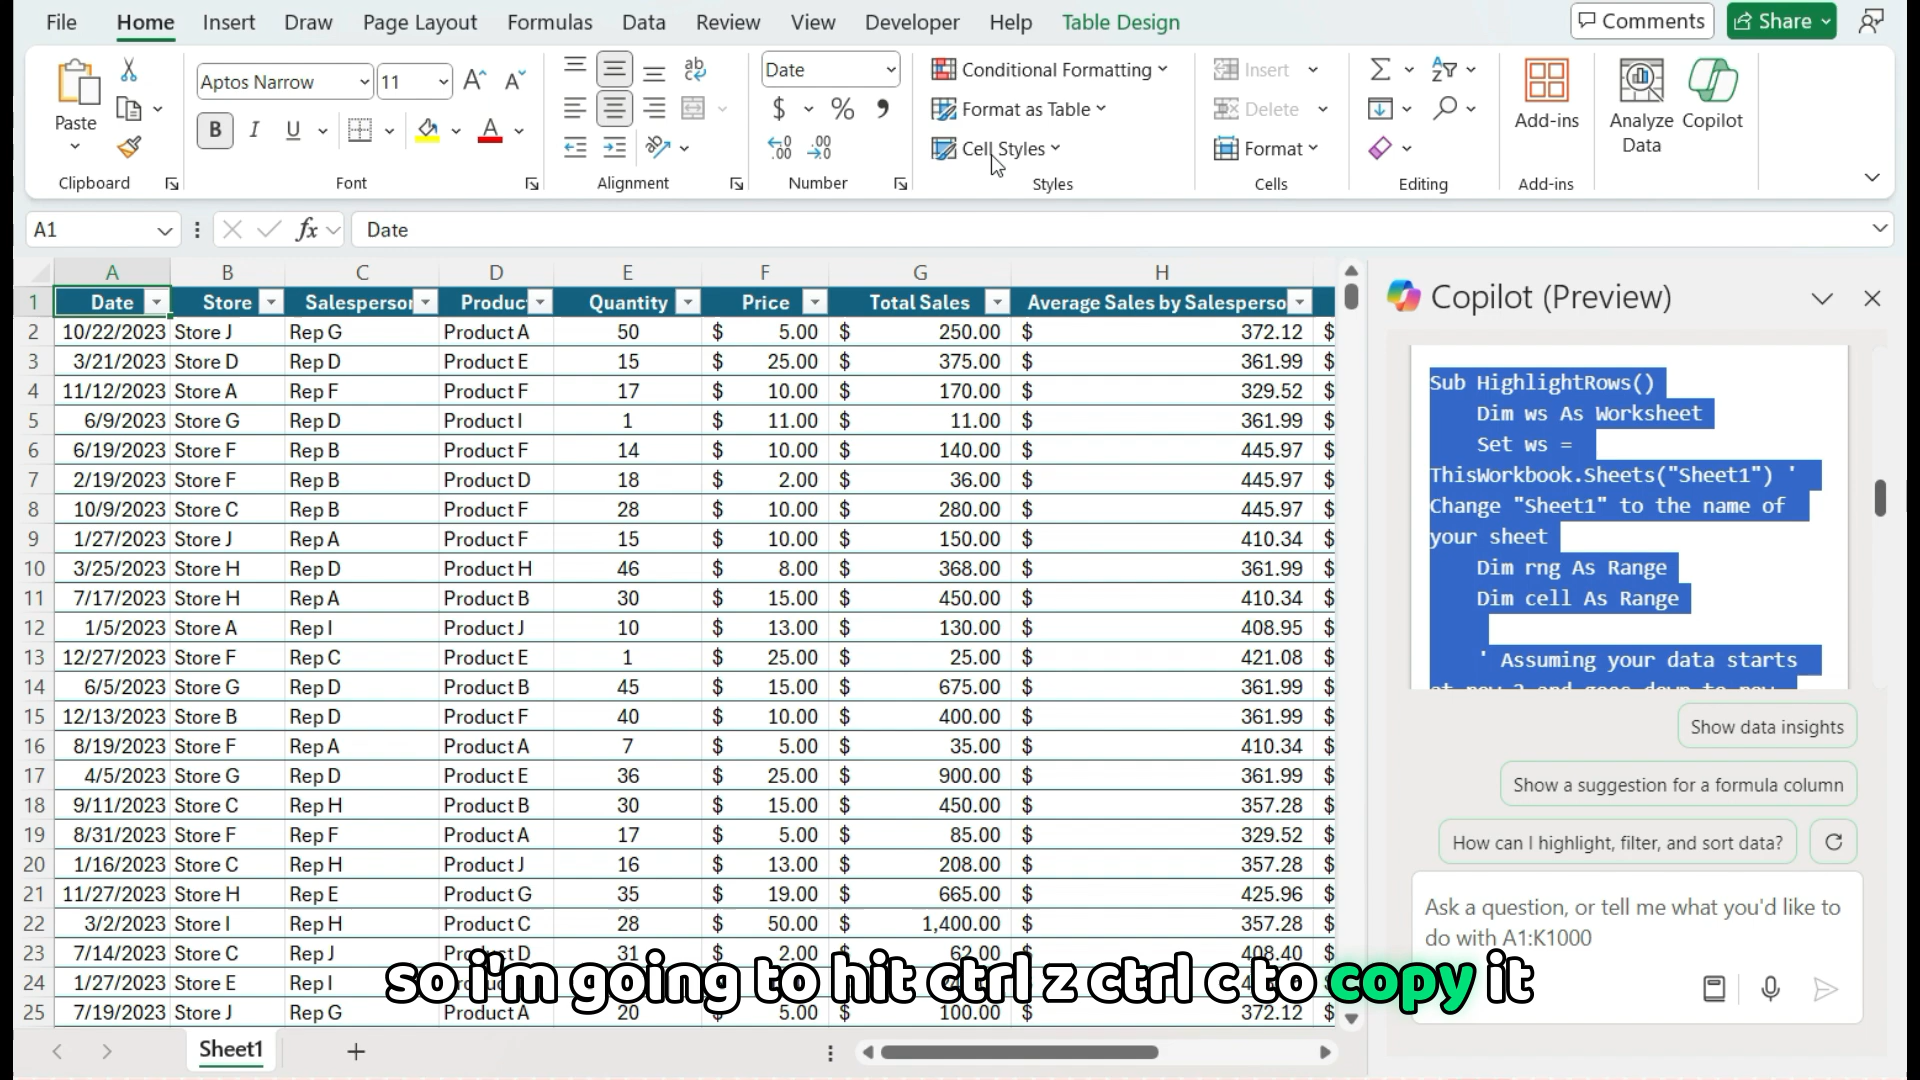 File Home Insert Draw Page Layout Formulas Data Review View Developer Help Table Design Comments Share
Paste
Clipboard
Aptos Narrow 11
B I U A
Font
ab
Alignment
Date
$ % ,
Number
Conditional Formatting
Format as Table
Cell Styles
Styles
Insert
Delete
Format
Cells
Editing
Add-ins
Add-ins
Analyze Data
Copilot
A1 fx Date
A B C D E F G H
1 Date Store Salesperson Produc Quantity Price Total Sales Average Sales by Salesperso
2 10/22/2023 Store J Rep G Product A 50 $ 5.00 $ 250.00 $ 372.12 $
3 3/21/2023 Store D Rep D Product E 15 $ 25.00 $ 375.00 $ 361.99 $
4 11/12/2023 Store A Rep F Product F 17 $ 10.00 $ 170.00 $ 329.52 $
5 6/9/2023 Store G Rep D Product I 1 $ 11.00 $ 11.00 $ 361.99 $
6 6/19/2023 Store F Rep B Product F 14 $ 10.00 $ 140.00 $ 445.97 $
7 2/19/2023 Store F Rep B Product D 18 $ 2.00 $ 36.00 $ 445.97 $
8 10/9/2023 Store C Rep B Product F 28 $ 10.00 $ 280.00 $ 445.97 $
9 1/27/2023 Store J Rep A Product F 15 $ 10.00 $ 150.00 $ 410.34 $
10 3/25/2023 Store H Rep D Product H 46 $ 8.00 $ 368.00 $ 361.99 $
11 7/17/2023 Store H Rep A Product B 30 $ 15.00 $ 450.00 $ 410.34 $
12 1/5/2023 Store A Rep I Product J 10 $ 13.00 $ 130.00 $ 408.95 $
13 12/27/2023 Store F Rep C Product E 1 $ 25.00 $ 25.00 $ 421.08 $
14 6/5/2023 Store G Rep D Product B 45 $ 15.00 $ 675.00 $ 361.99 $
15 12/13/2023 Store B Rep D Product F 40 $ 10.00 $ 400.00 $ 361.99 $
16 8/19/2023 Store F Rep A Product A 7 $ 5.00 $ 35.00 $ 410.34 $
17 4/5/2023 Store G Rep D Product E 36 $ 25.00 $ 900.00 $ 361.99 $
18 9/11/2023 Store C Rep H Product B 30 $ 15.00 $ 450.00 $ 357.28 $
19 8/31/2023 Store F Rep F Product A 17 $ 5.00 $ 85.00 $ 329.52 $
20 1/16/2023 Store C Rep H Product J 16 $ 13.00 $ 208.00 $ 357.28 $
21 11/27/2023 Store H Rep E Product G 35 $ 19.00 $ 665.00 $ 425.96 $
22 3/2/2023 Store I Rep H Product C 28 $ 50.00 $ 1,400.00 $ 357.28 $
23 7/14/2023 Store C Rep J Product D 31 $ 2.00 $ 62.00 $ 408.40 $
24 1/27/2023 Store E Rep I
25 7/19/2023 Store J Rep G Product A 20 $ 5.00 $ 100.00 $ 372.12 $
so i'm going to hit ctrl z ctrl c to copy it
Sheet1
Copilot (Preview)
Sub HighlightRows()
Dim ws As Worksheet
Set ws =
ThisWorkbook.Sheets("Sheet1") '
Change "Sheet1" to the name of
your sheet
Dim rng As Range
Dim cell As Range
' Assuming your data starts
Show data insights
Show a suggestion for a formula column
How can I highlight, filter, and sort data?
Ask a question, or tell me what you'd like to
do with A1:K1000